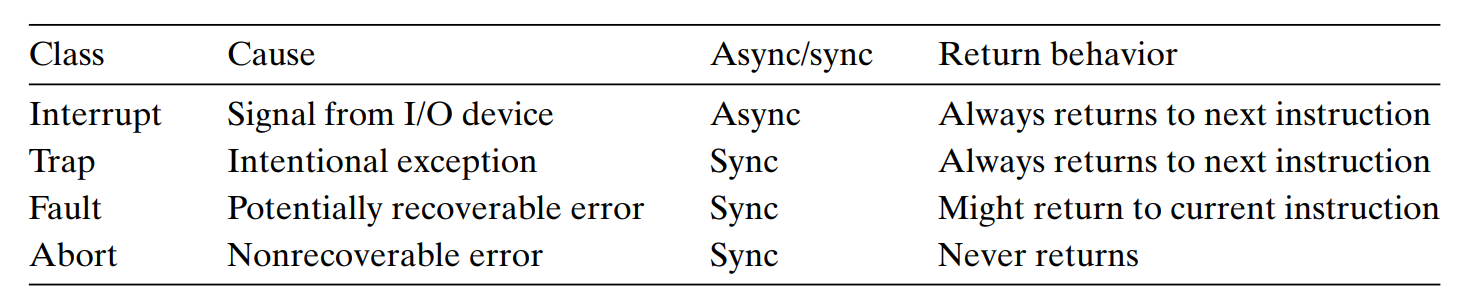 Class Cause Async/sync Return behavior
Interrupt Signal from I/O device Async Always returns to next instruction
Trap Intentional exception Sync Always returns to next instruction
Fault Potentially recoverable error Sync Might return to current instruction
Abort Nonrecoverable error Sync Never returns